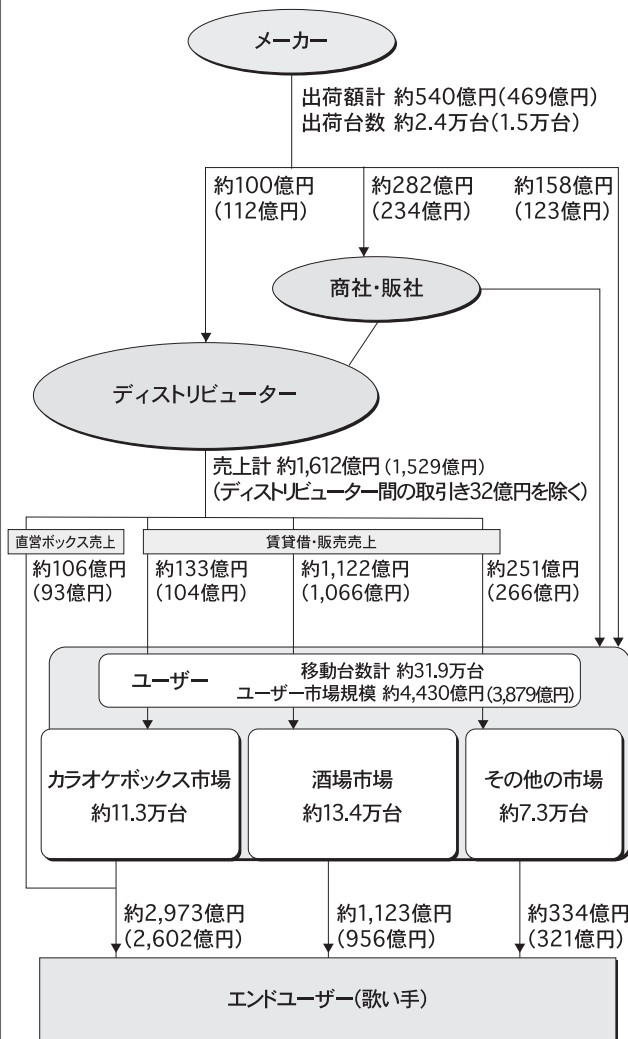 メーカー
出荷額計 約540億円(469億円)
出荷台数 約2.4万台(1.5万台)
約100億円
(112億円)
約282億円
(234億円)
約158億円
(123億円)
商社・販社
ディストリビューター
売上計 約1,612億円(1,529億円)
(ディストリビューター間の取引き32億円を除く)
直営ボックス売上
賃貸借・販売売上
約106億円
(93億円)
約133億円
(104億円)
約1,122億円
(1,066億円)
約251億円
(266億円)
ユーザー
移動台数計 約31.9万台
ユーザー市場規模 約4,430億円(3,879億円)
カラオケボックス市場
約11.3万台
酒場市場
約13.4万台
その他の市場
約7.3万台
約2,973億円
(2,602億円)
約1,123億円
(956億円)
約334億円
(321億円)
エンドユーザー(歌い手)